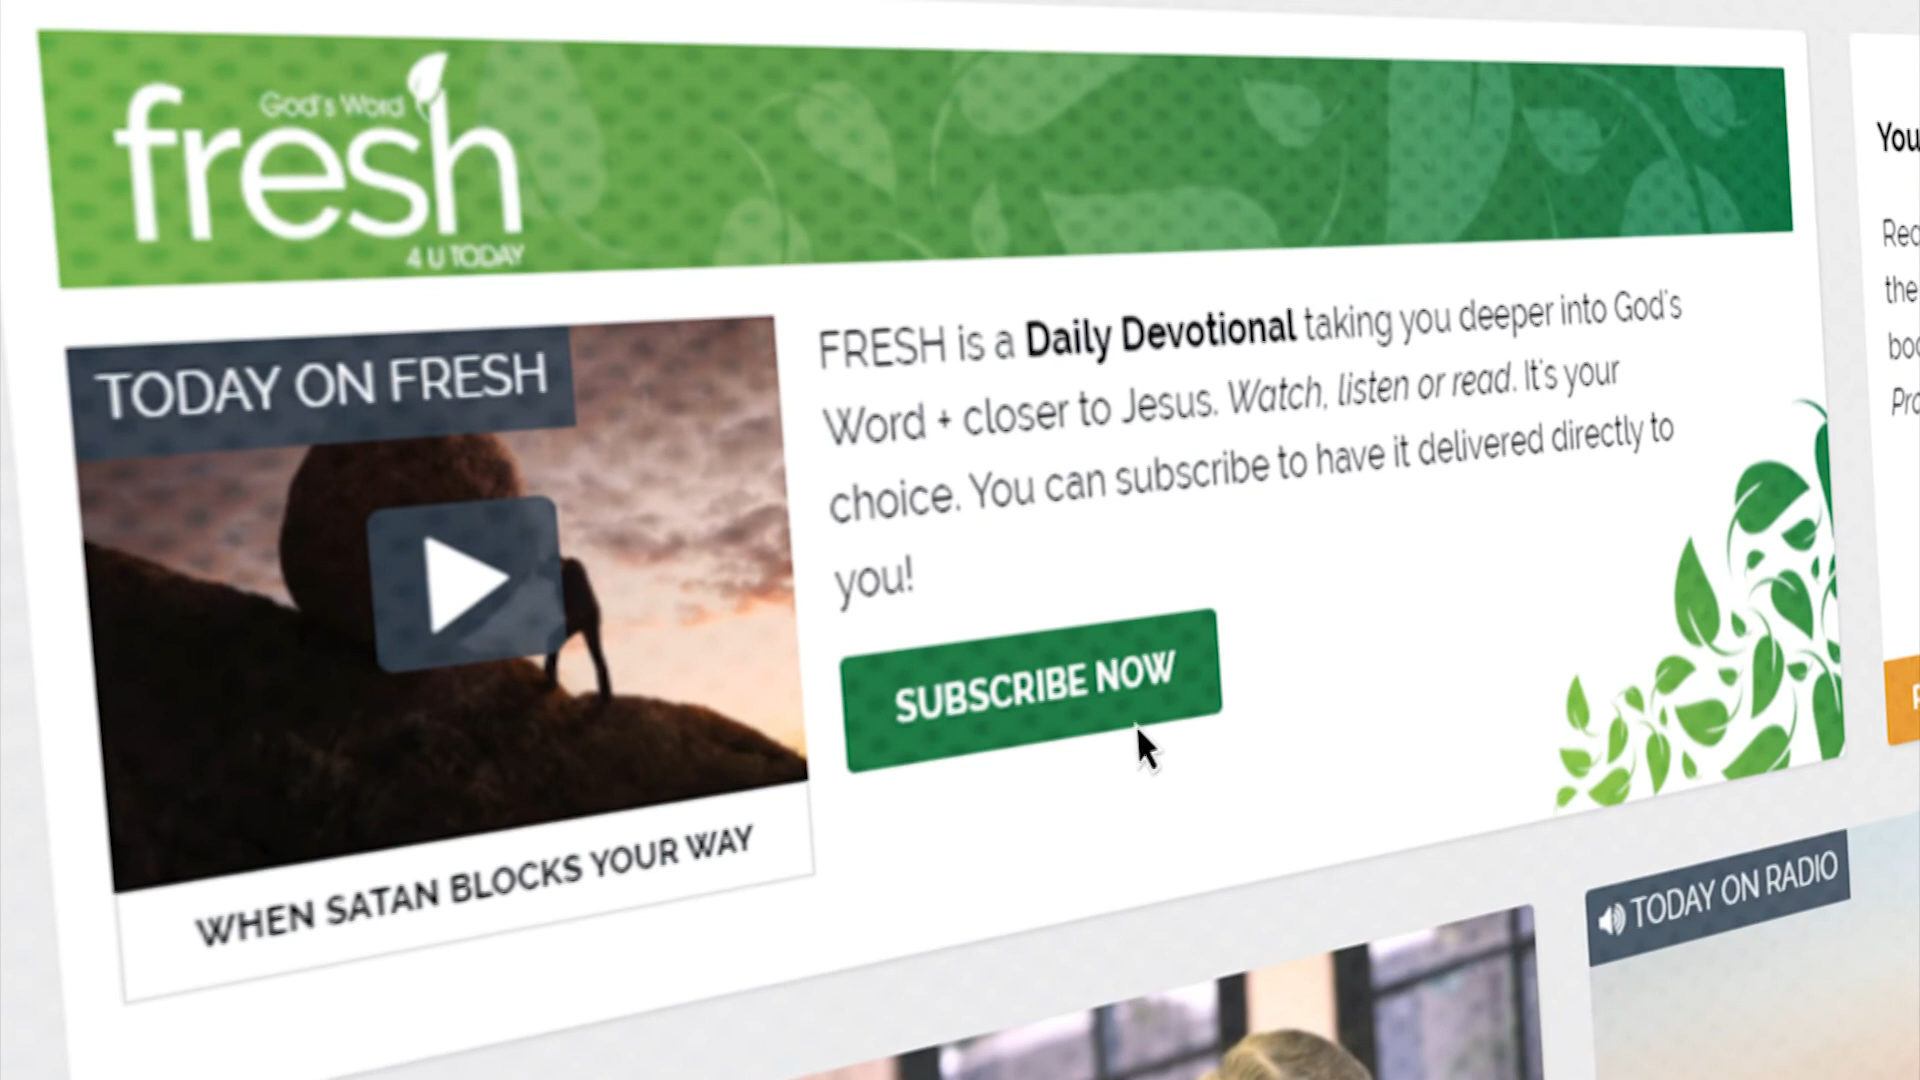 God's Word
fresh
4 U TODAY
TODAY ON FRESH
WHEN SATAN BLOCKS YOUR WAY
FRESH is a Daily Devotional taking you deeper into God's
Word + closer to Jesus. Watch, listen or read. It's your
choice. You can subscribe to have it delivered directly to
you!
SUBSCRIBE NOW
You
the
TODAY ON RADIO